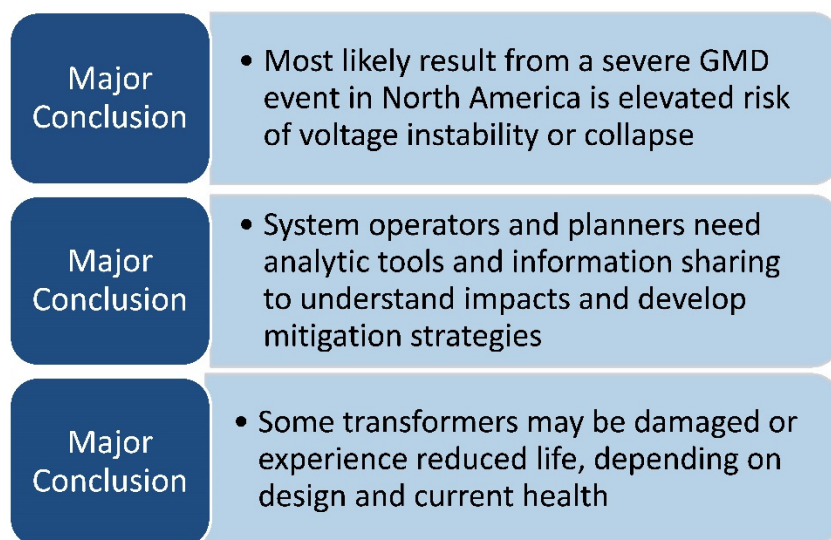 Major
Conclusion
• Most likely result from a severe GMD
event in North America is elevated risk
of voltage instability or collapse
Major
Conclusion
• System operators and planners need
analytic tools and information sharing
to understand impacts and develop
mitigation strategies
Major
Conclusion
• Some transformers may be damaged or
experience reduced life, depending on
design and current health